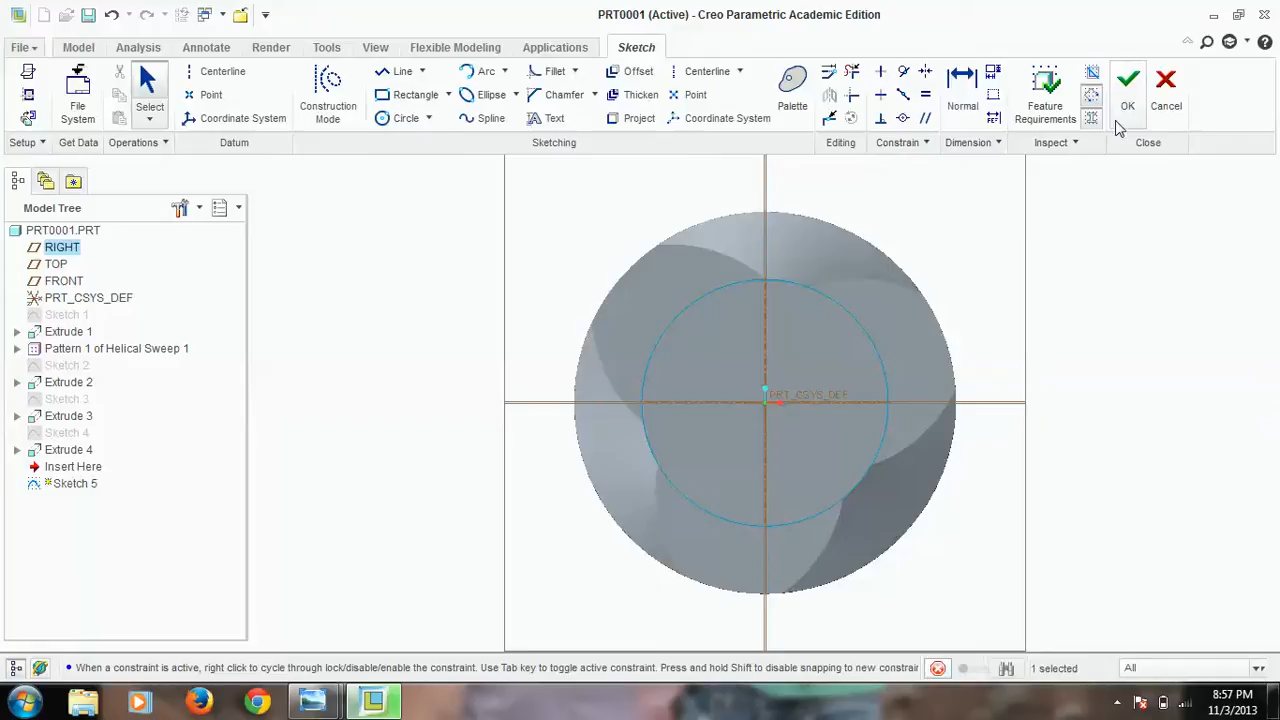 PRT0001 (Active) - Creo Parametric Academic Edition
File Model Analysis Annotate Render Tools View Flexible Modeling Applications Sketch
Centerline Line Arc Fillet Offset Centerline
Point Rectangle Ellipse Chamfer Thicken Point
Coordinate System Circle Spline Text Project Coordinate System
File System
Select
Construction Mode
Palette
Normal
Feature Requirements
OK
Cancel
Setup Get Data Operations Datum Sketching Editing Constrain Dimension Inspect Close
Model Tree
PRT0001.PRT
RIGHT
TOP
FRONT
PRT_CSYS_DEF
Sketch 1
Extrude 1
Pattern 1 of Helical Sweep 1
Sketch 2
Extrude 2
Sketch 3
Extrude 3
Sketch 4
Extrude 4
Insert Here
Sketch 5
PRT_CSYS_DEF
When a constraint is active, right click to cycle through lock/disable/enable the constraint. Use Tab key to toggle active constraint. Press and hold Shift to disable snapping to new constrain
1 selected
All
8:57 PM
11/3/2013